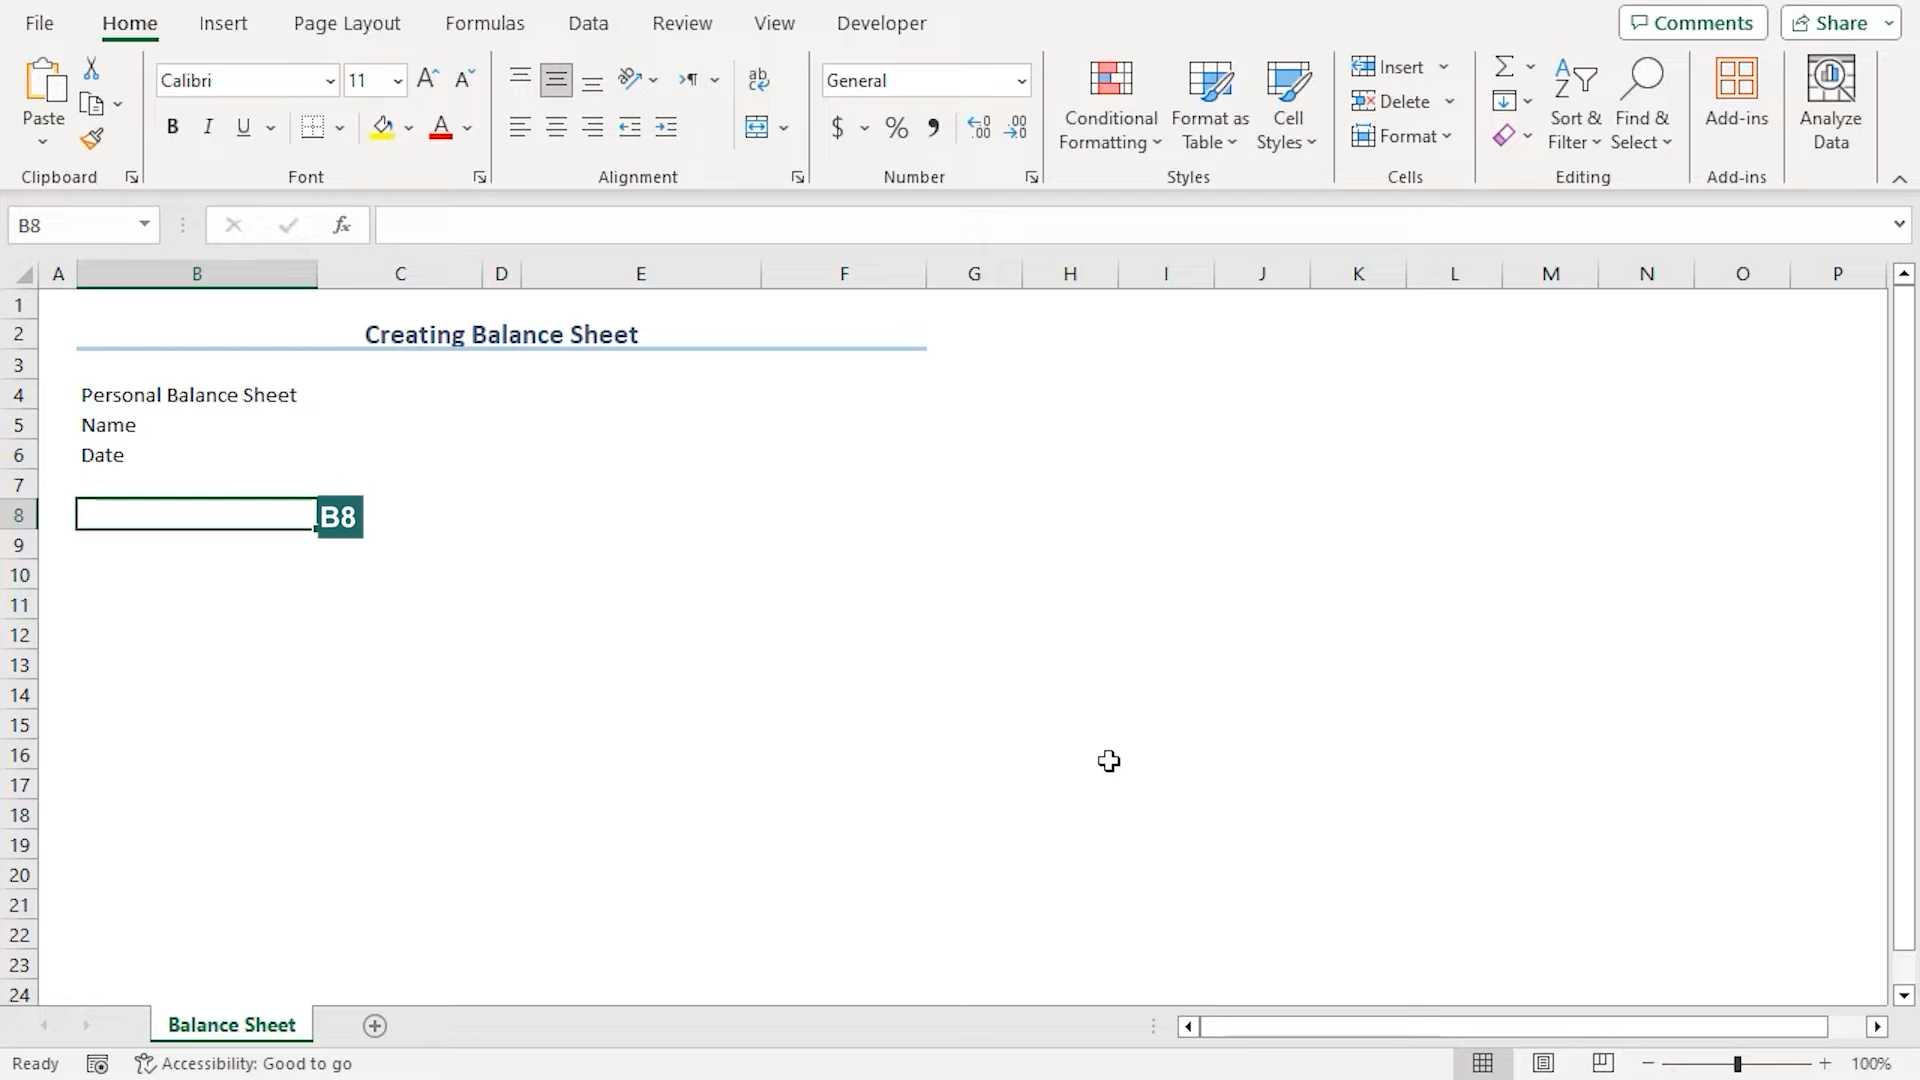 File Home Insert Page Layout Formulas Data Review View Developer Comments Share
Calibri 11 ab General $ % Σ
Paste
B I U A
Conditional Formatting
Format as Table
Cell Styles
Insert
Delete
Format
Sort & Filter
Find & Select
Add-ins
Analyze Data
Clipboard Font Alignment Number Styles Cells Editing Add-ins
B8 fx
A B C D E F G H I J K L M N O P
1
2 Creating Balance Sheet
3
4 Personal Balance Sheet
5 Name
6 Date
7
8 B8
9
10
11
12
13
14
15
16
17
18
19
20
21
22
23
24
Balance Sheet
Ready Accessibility: Good to go 100%